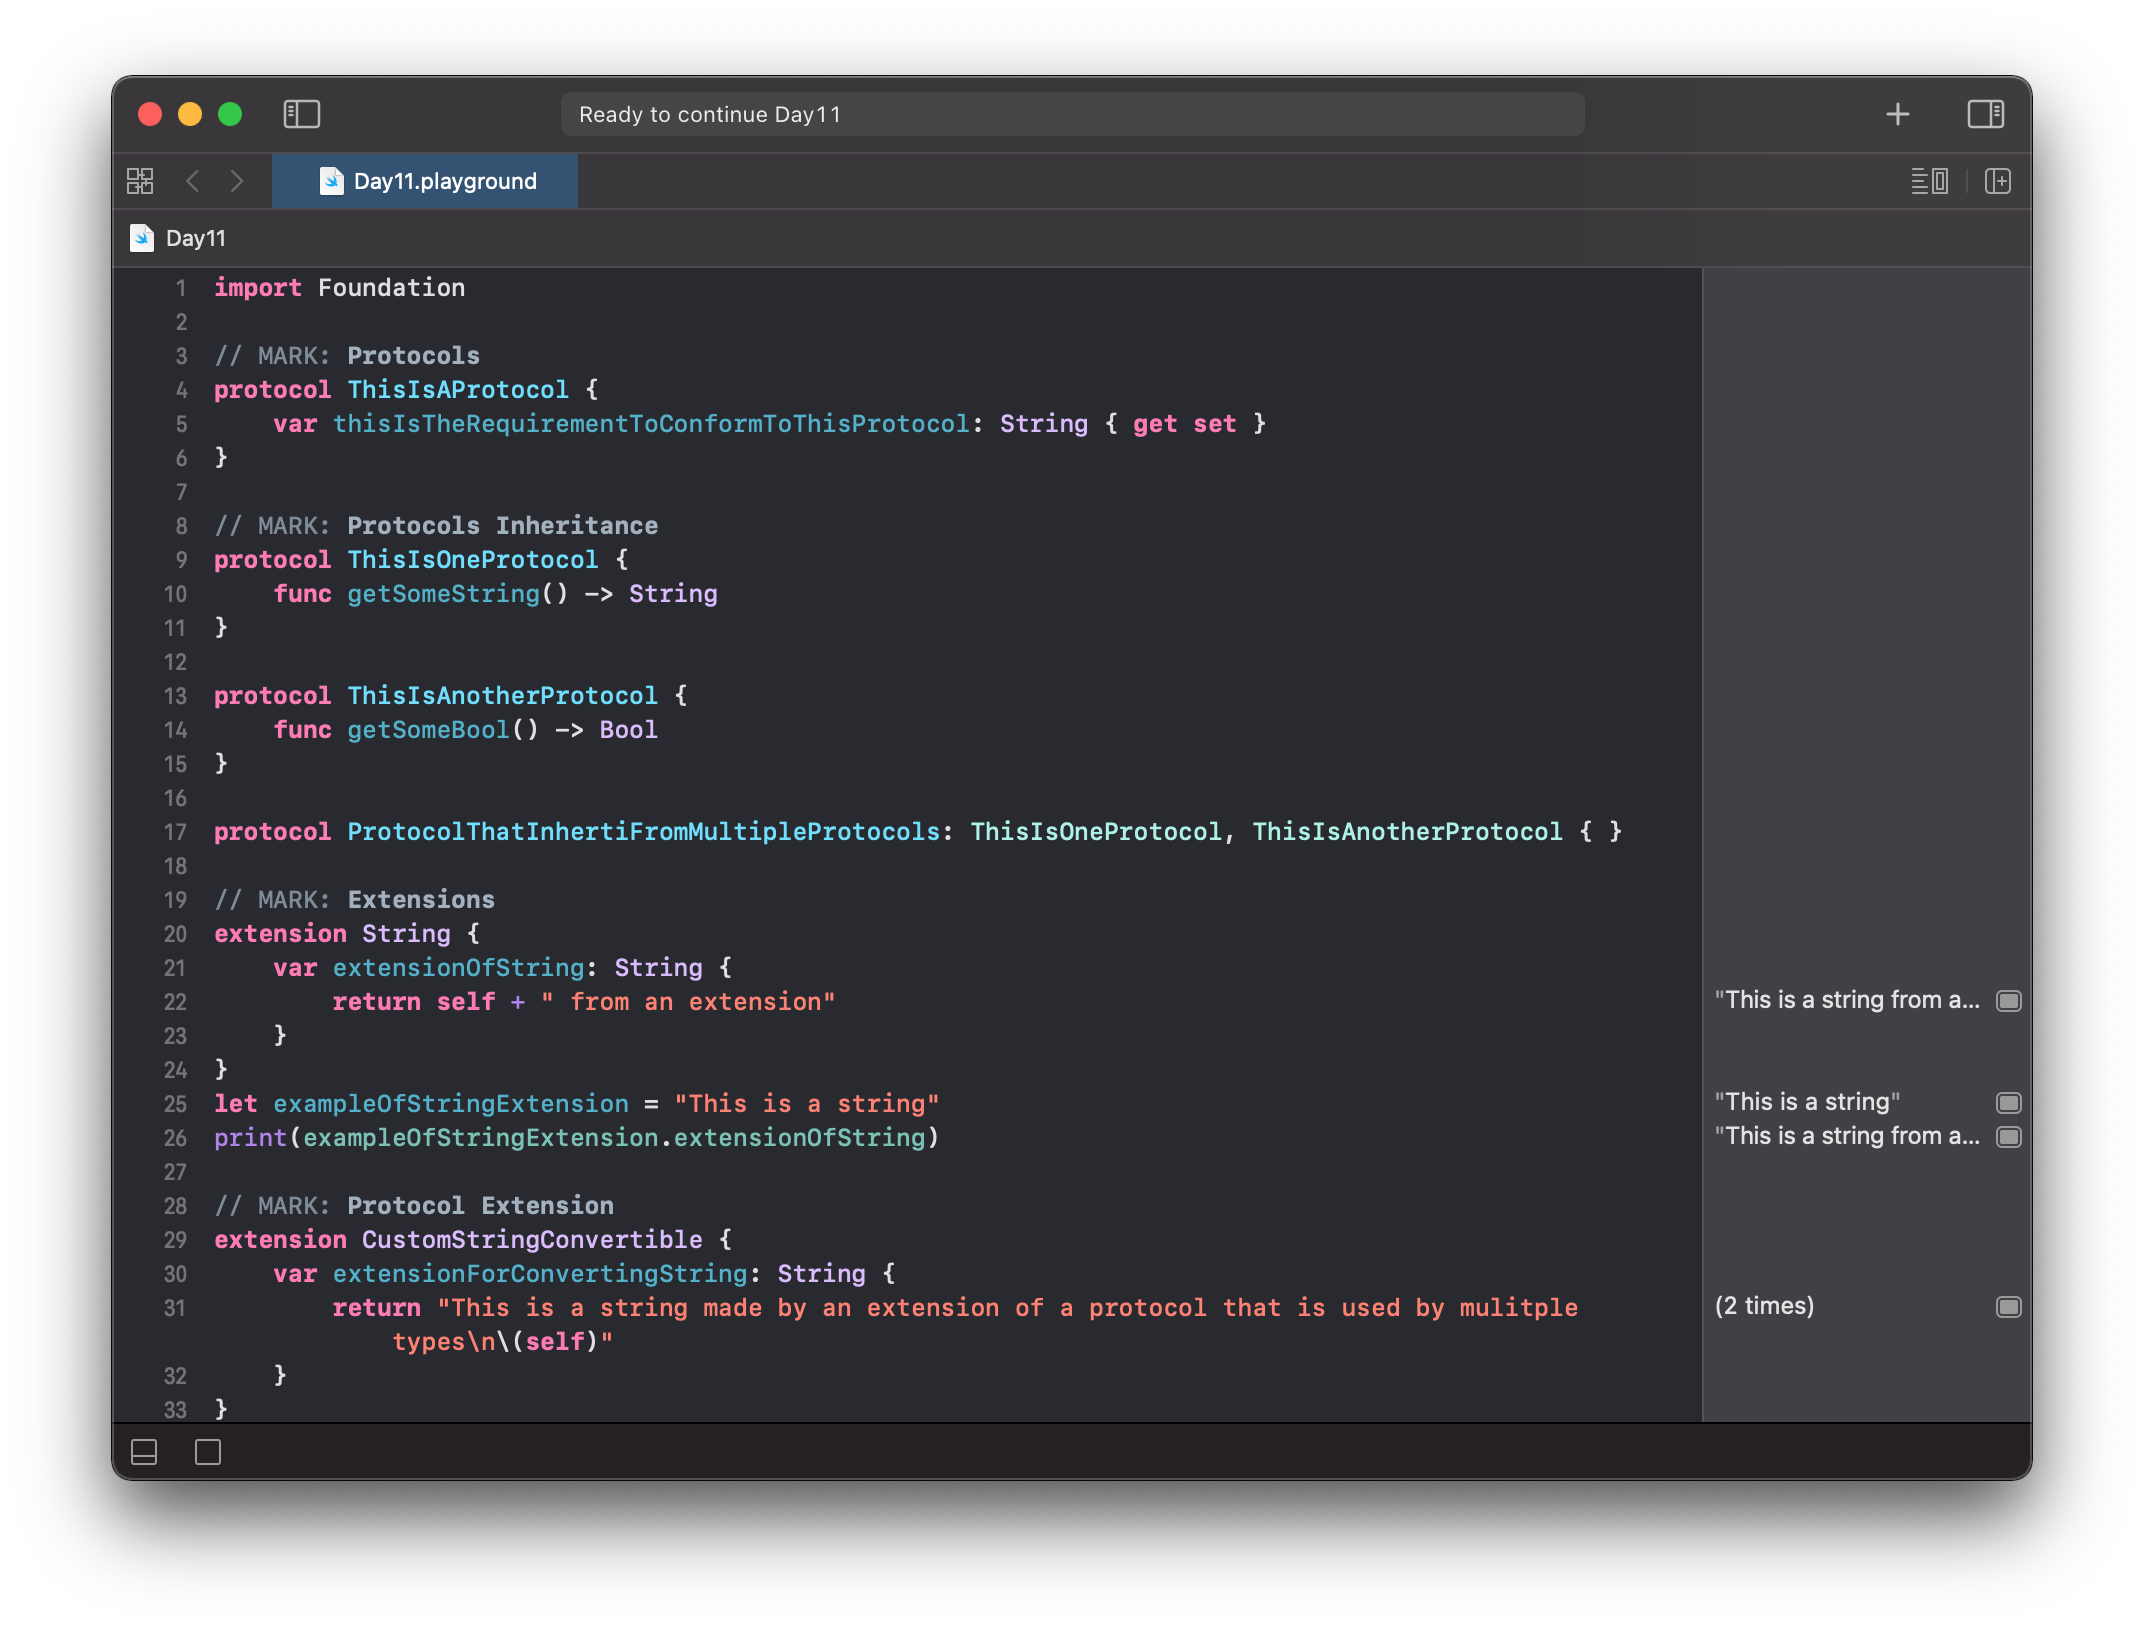 Ready to continue Day11
Day11.playground
Day11
1 import Foundation
2
3 // MARK: Protocols
4 protocol ThisIsAProtocol {
5     var thisIsTheRequirementToConformToThisProtocol: String { get set }
6 }
7
8 // MARK: Protocols Inheritance
9 protocol ThisIsOneProtocol {
10     func getSomeString() -> String
11 }
12
13 protocol ThisIsAnotherProtocol {
14     func getSomeBool() -> Bool
15 }
16
17 protocol ProtocolThatInhertiFromMultipleProtocols: ThisIsOneProtocol, ThisIsAnotherProtocol { }
18
19 // MARK: Extensions
20 extension String {
21     var extensionOfString: String {
22         return self + " from an extension" "This is a string from a...
23     }
24 }
25 let exampleOfStringExtension = "This is a string" "This is a string"
26 print(exampleOfStringExtension.extensionOfString) "This is a string from a...
27
28 // MARK: Protocol Extension
29 extension CustomStringConvertible {
30     var extensionForConvertingString: String {
31         return "This is a string made by an extension of a protocol that is used by mulitple (2 times)
            types\n\(self)"
32     }
33 }